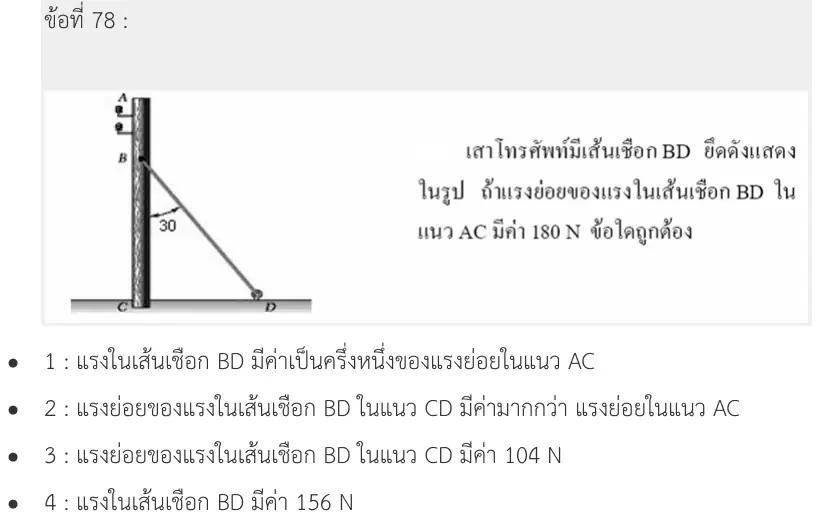 ข้อที่ 78 :
A
B
30
C
D
เสาโทรศัพท์มีเส้นเชือก BD ยึดดังแสดง
ในรูป ถ้าแรงย่อยของแรงในเส้นเชือก BD ใน
แนว AC มีค่า 180 N ข้อใดถูกต้อง
• 1 : แรงในเส้นเชือก BD มีค่าเป็นครึ่งหนึ่งของแรงย่อยในแนว AC
• 2 : แรงย่อยของแรงในเส้นเชือก BD ในแนว CD มีค่ามากกว่า แรงย่อยในแนว AC
• 3 : แรงย่อยของแรงในเส้นเชือก BD ในแนว CD มีค่า 104 N
• 4 : แรงในเส้นเชือก BD มีค่า 156 N